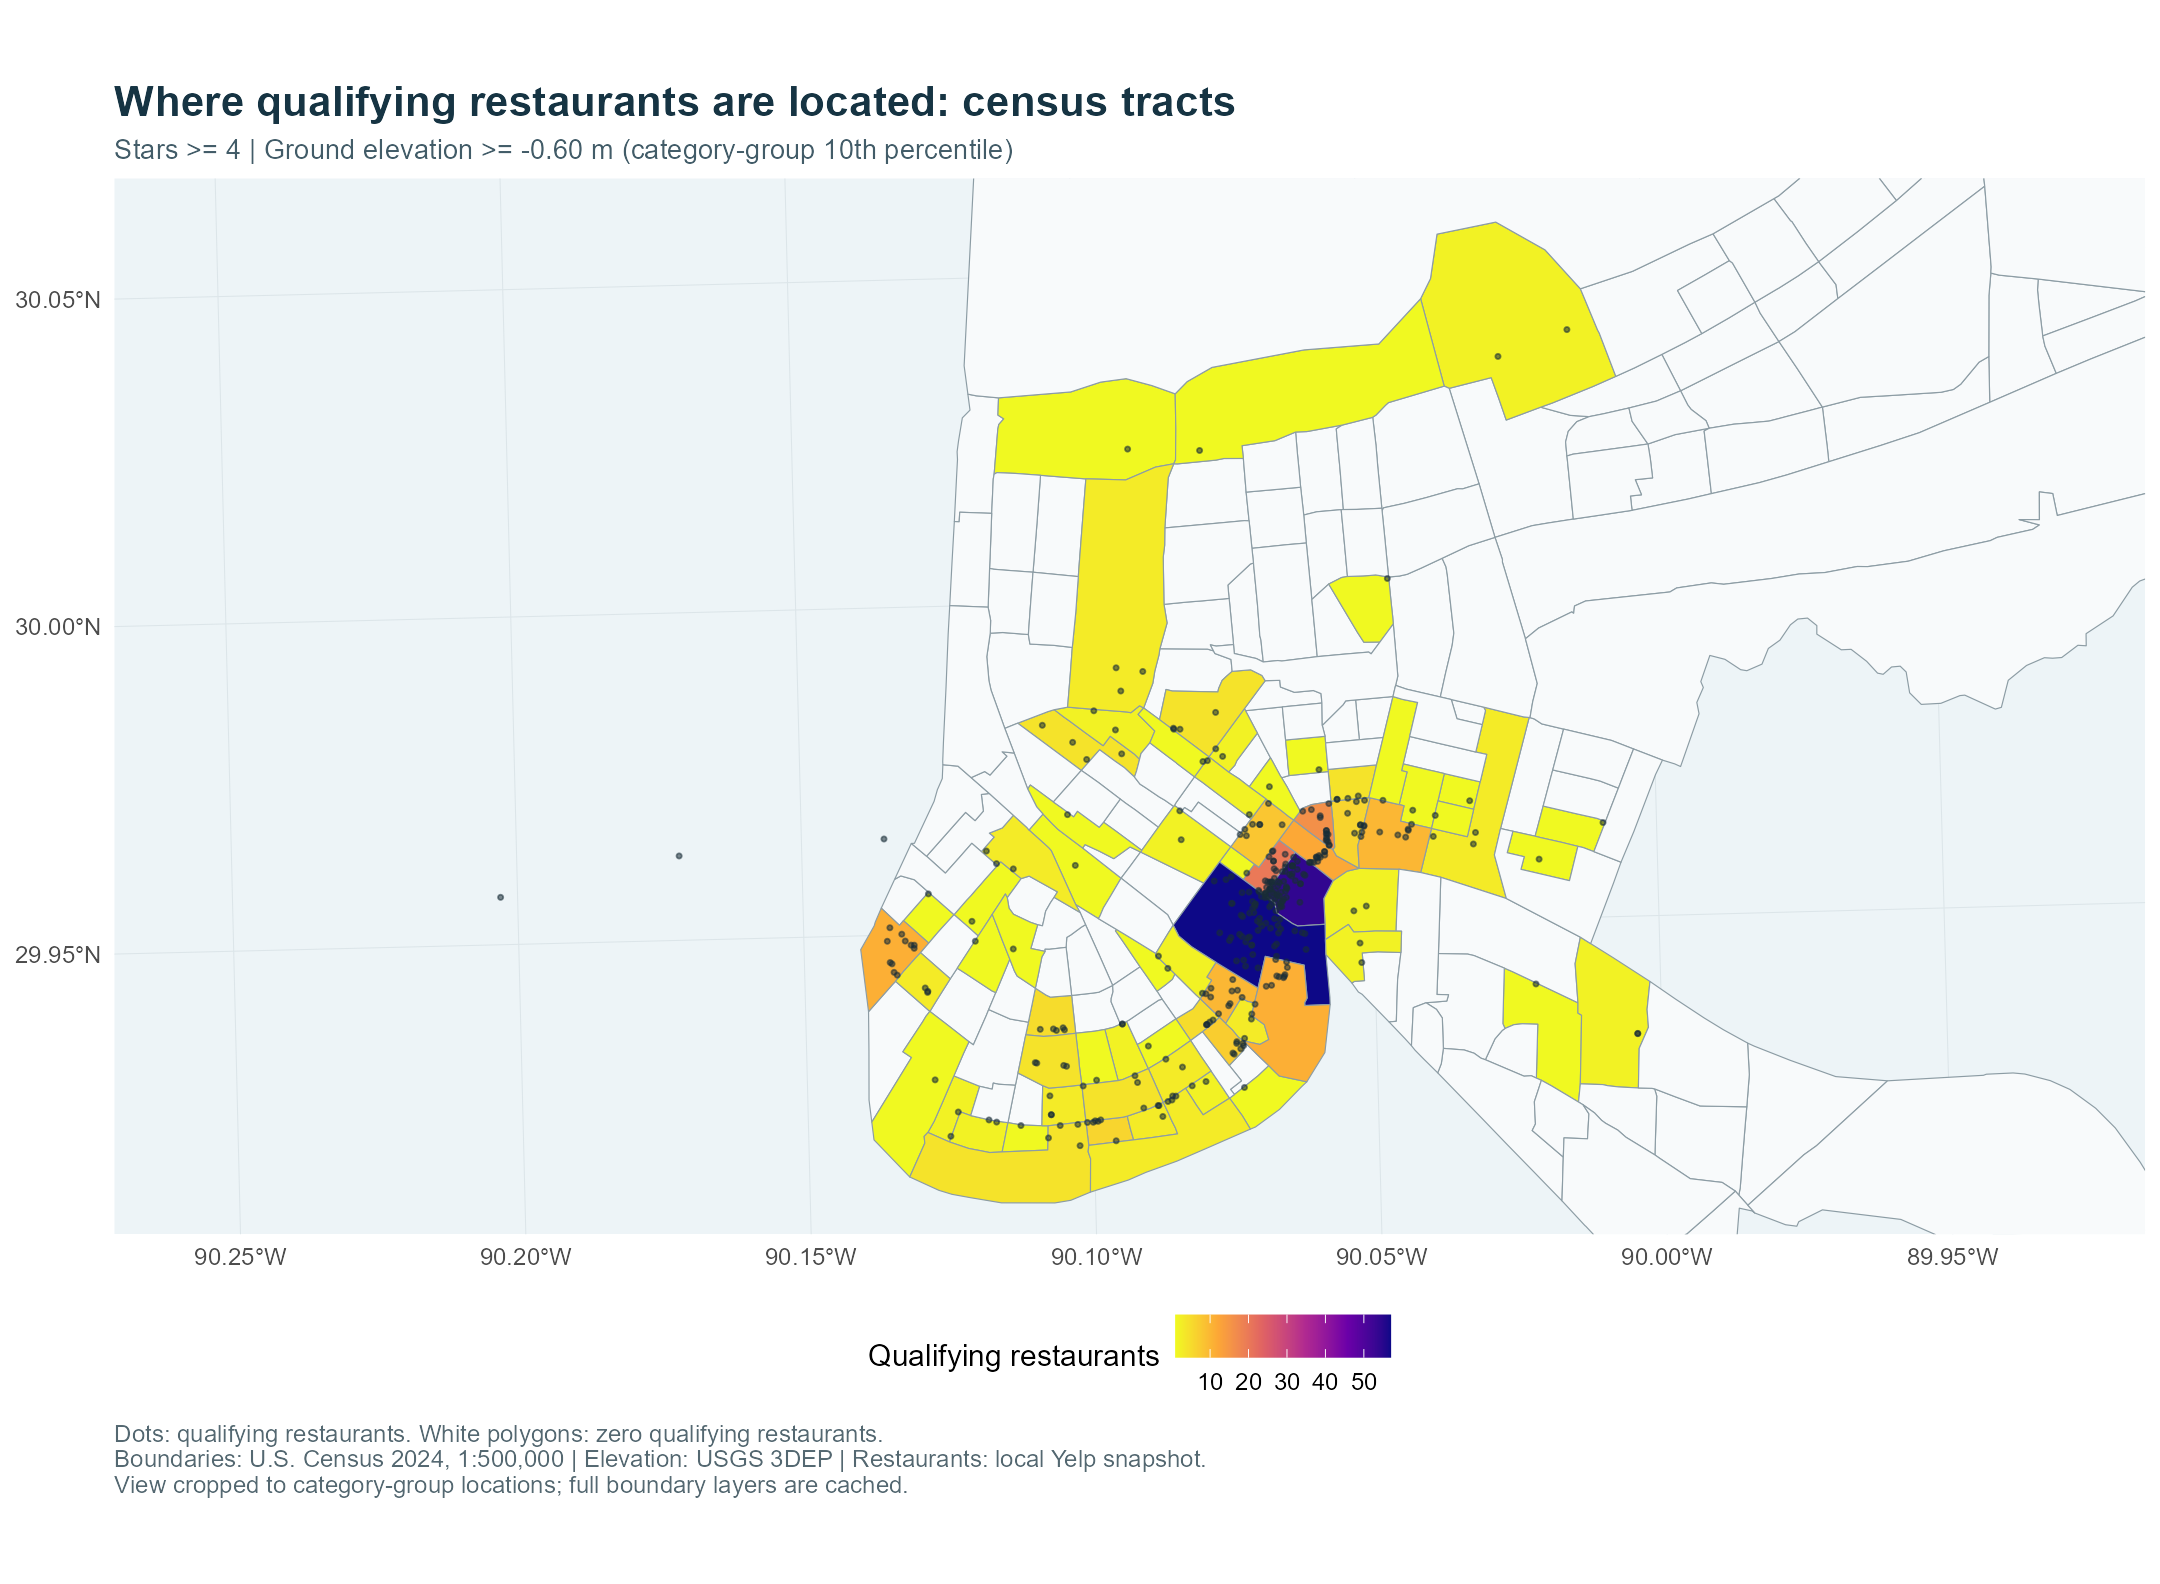 Where qualifying restaurants are located: census tracts
Stars >= 4 | Ground elevation >= -0.60 m (category-group 10th percentile)
30.05°N
30.00°N
29.95°N
90.25°W 90.20°W 90.15°W 90.10°W 90.05°W 90.00°W 89.95°W
Qualifying restaurants
10 20 30 40 50
Dots: qualifying restaurants. White polygons: zero qualifying restaurants.
Boundaries: U.S. Census 2024, 1:500,000 | Elevation: USGS 3DEP | Restaurants: local Yelp snapshot.
View cropped to category-group locations; full boundary layers are cached.